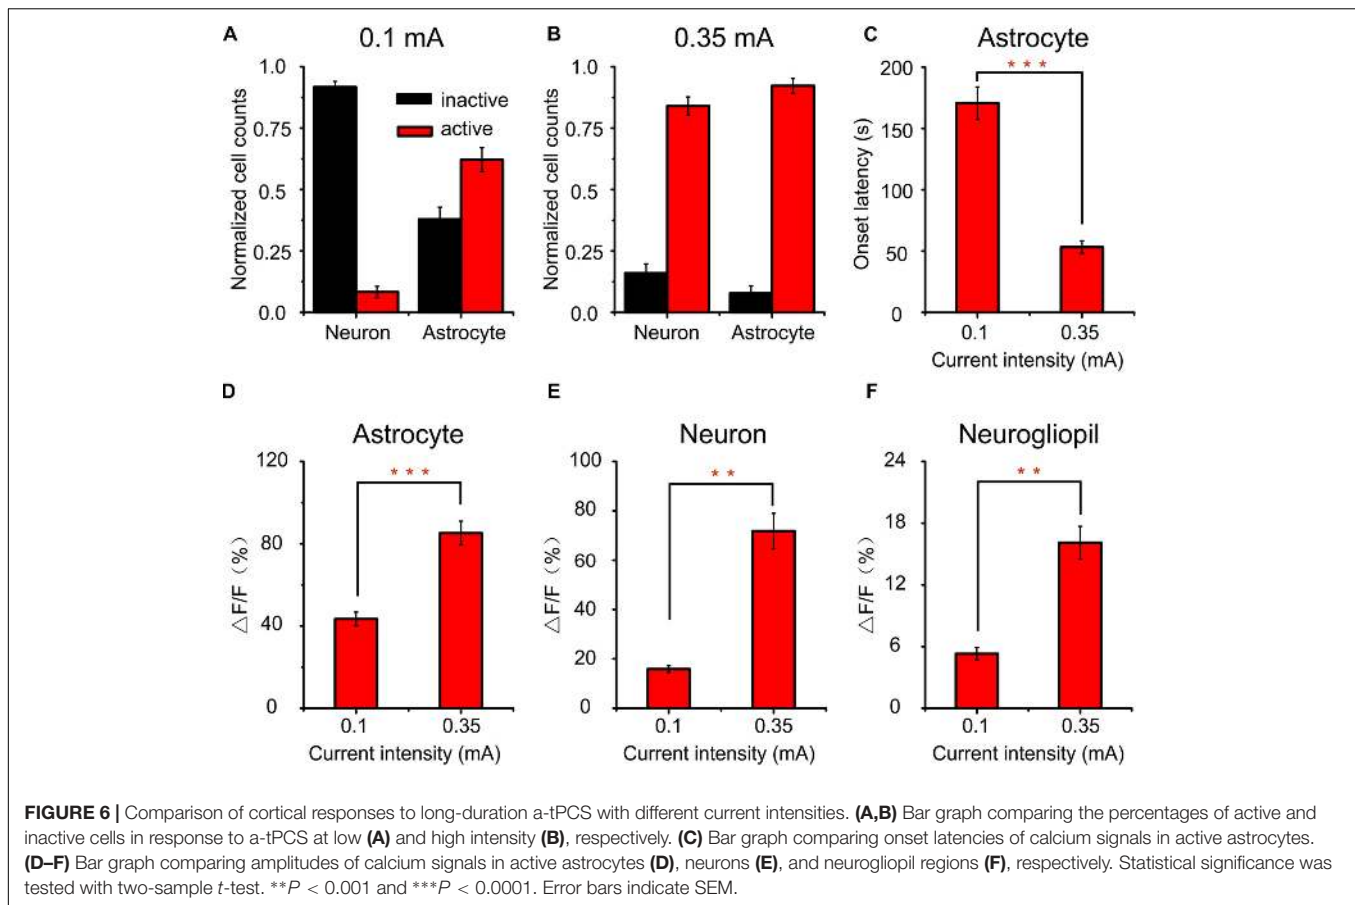 A
0.1 mA
1.0
0.75
0.5
0.25
0.0
Normalized cell counts
inactive
active
Neuron
Astrocyte
B
0.35 mA
1.0
0.75
0.5
0.25
0.0
Normalized cell counts
Neuron
Astrocyte
C
Astrocyte
200
150
100
50
0
Onset latency (s)
* * *
0.1
0.35
Current intensity (mA)
D
Astrocyte
120
80
40
0
△F/F (%)
* * *
0.1
0.35
Current intensity (mA)
E
Neuron
100
80
60
40
20
0
△F/F (%)
* *
0.1
0.35
Current intensity (mA)
F
Neurogliopil
24
18
12
6
0
△F/F (%)
* *
0.1
0.35
Current intensity (mA)
FIGURE 6 | Comparison of cortical responses to long-duration a-tPCS with different current intensities. (A,B) Bar graph comparing the percentages of active and
inactive cells in response to a-tPCS at low (A) and high intensity (B), respectively. (C) Bar graph comparing onset latencies of calcium signals in active astrocytes.
(D–F) Bar graph comparing amplitudes of calcium signals in active astrocytes (D), neurons (E), and neurogliopil regions (F), respectively. Statistical significance was
tested with two-sample t-test. **P < 0.001 and ***P < 0.0001. Error bars indicate SEM.